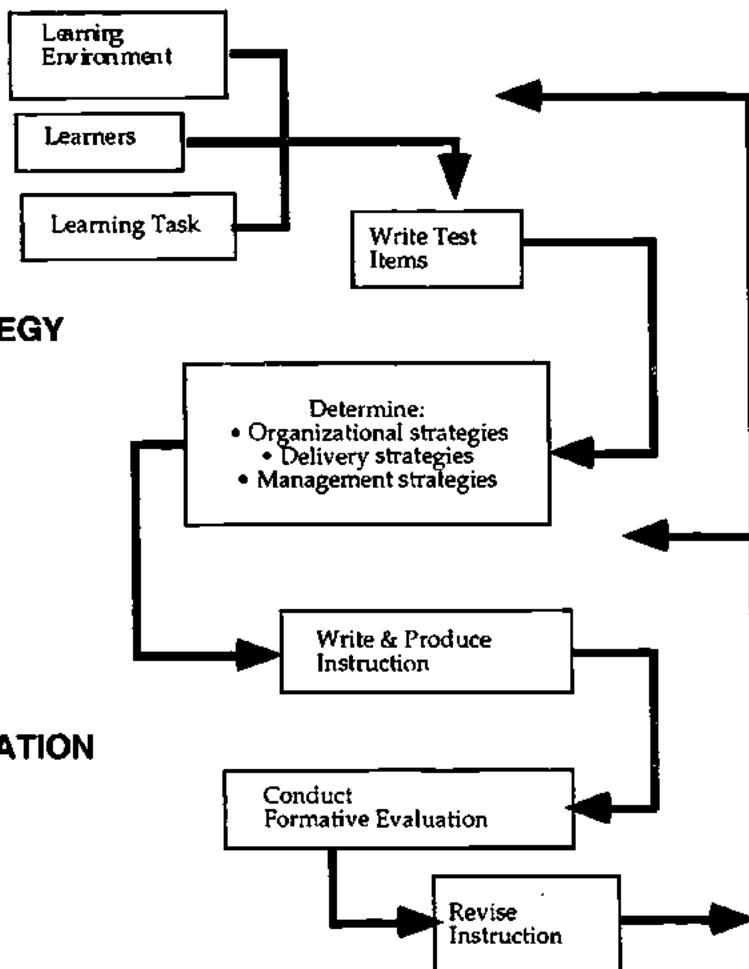 Learning
Environment
Learners
Learning Task
Write Test
Items
EGY
Determine:
• Organizational strategies
• Delivery strategies
• Management strategies
Write & Produce
Instruction
ATION
Conduct
Formative Evaluation
Revise
Instruction